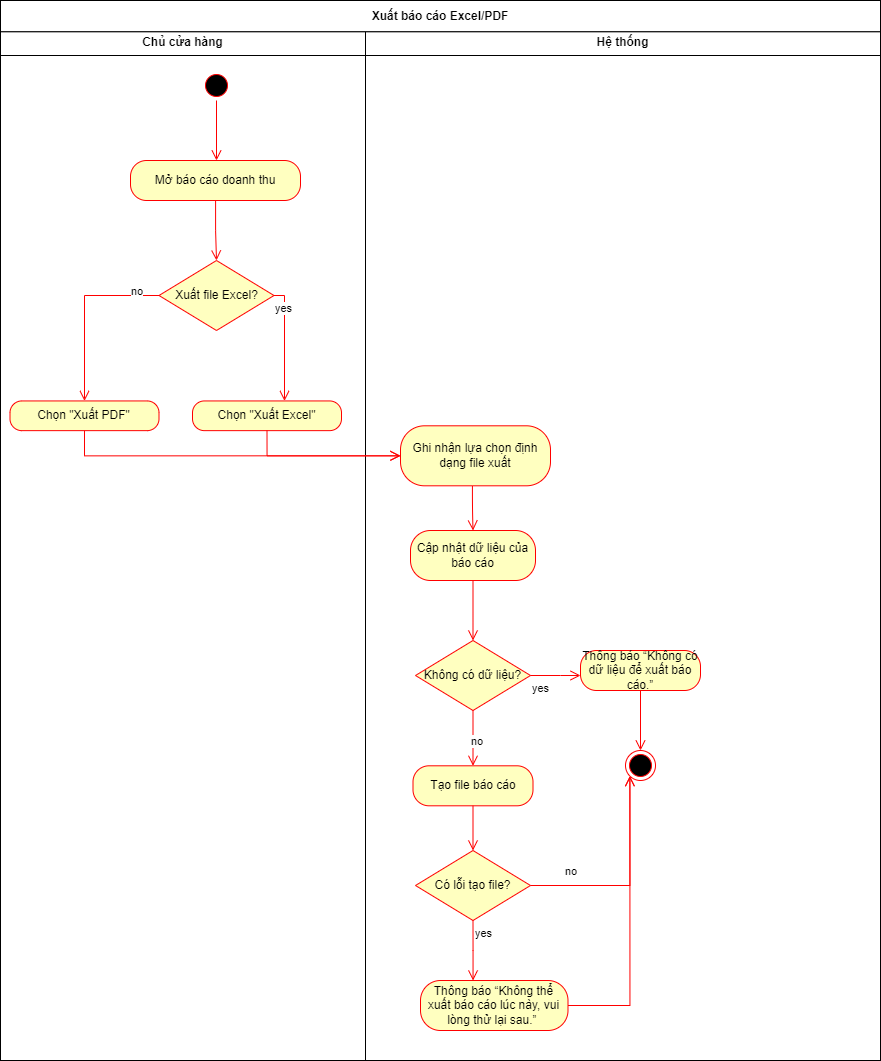 Xuất báo cáo Excel/PDF
Chủ cửa hàng
Hệ thống
Mở báo cáo doanh thu
Xuất file Excel?
no
yes
Chọn "Xuất PDF"
Chọn "Xuất Excel"
Ghi nhận lựa chọn định
dạng file xuất
Cập nhật dữ liệu của
báo cáo
Không có dữ liệu?
yes
Thông báo “Không có
dữ liệu để xuất báo
cáo.”
no
Tạo file báo cáo
Có lỗi tạo file?
no
yes
Thông báo “Không thể
xuất báo cáo lúc này, vui
lòng thử lại sau.”